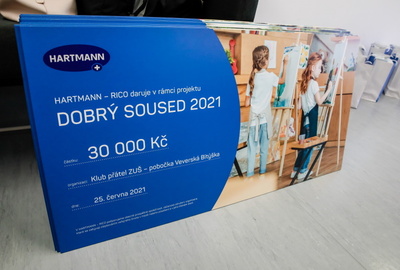 HARTMANN
HARTMANN – RICO daruje v rámci projektu
DOBRÝ SOUSED 2021
částku: 30 000 Kč
organizaci: Klub přátel ZUŠ – pobočka Veverská Bítýška
dne: 25. června 2021